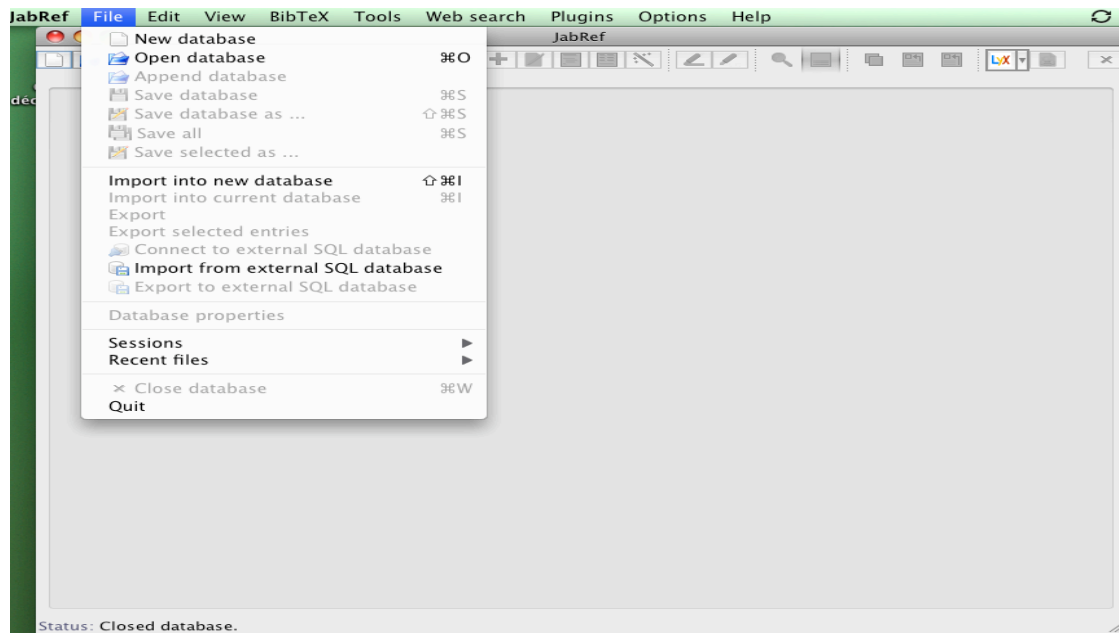 JabRef File Edit View BibTeX Tools Web search Plugins Options Help
JabRef
New database
Open database ⌘O
Append database
Save database ⌘S
Save database as ... ⇧⌘S
Save all ⌘S
Save selected as ...
Import into new database ⇧⌘I
Import into current database ⌘I
Export
Export selected entries
Connect to external SQL database
Import from external SQL database
Export to external SQL database
Database properties
Sessions
Recent files
Close database ⌘W
Quit
LyX
Status: Closed database.